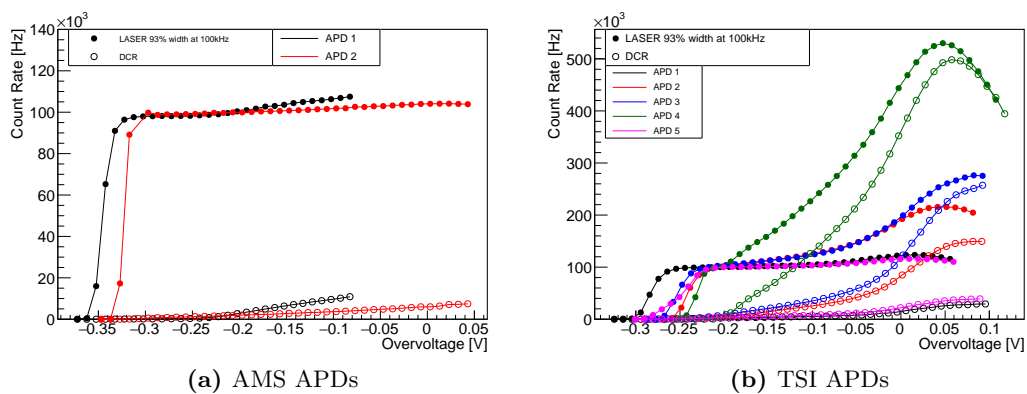 ×10³
Count Rate [Hz]
140
120
100
80
60
40
20
0
LASER 93% width at 100kHz
DCR
APD 1
APD 2
−0.35 −0.3 −0.25 −0.2 −0.15 −0.1 −0.05 0 0.05
Overvoltage [V]
(a) AMS APDs
×10³
Count Rate [Hz]
500
400
300
200
100
0
LASER 93% width at 100kHz
DCR
APD 1
APD 2
APD 3
APD 4
APD 5
−0.3 −0.25 −0.2 −0.15 −0.1 −0.05 0 0.05 0.1
Overvoltage [V]
(b) TSI APDs